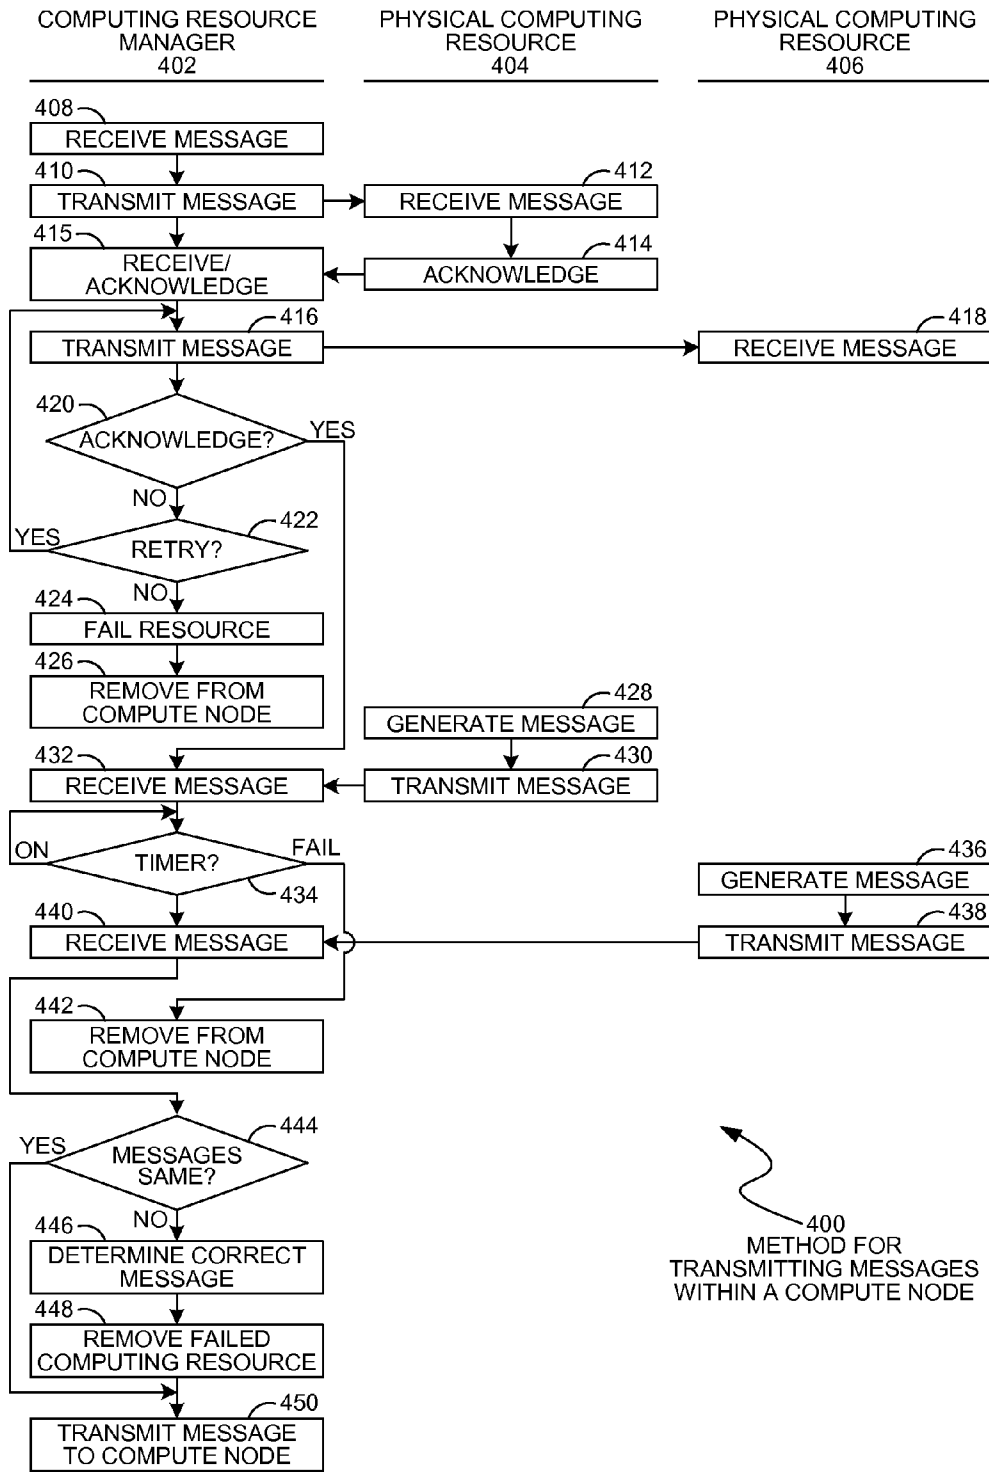 COMPUTING RESOURCE
MANAGER
402
PHYSICAL COMPUTING
RESOURCE
404
PHYSICAL COMPUTING
RESOURCE
406
408
RECEIVE MESSAGE
410
TRANSMIT MESSAGE
412
RECEIVE MESSAGE
415
RECEIVE/
ACKNOWLEDGE
414
ACKNOWLEDGE
416
TRANSMIT MESSAGE
418
RECEIVE MESSAGE
420
ACKNOWLEDGE?
YES
NO
422
YES
RETRY?
NO
424
FAIL RESOURCE
426
REMOVE FROM
COMPUTE NODE
428
GENERATE MESSAGE
432
RECEIVE MESSAGE
430
TRANSMIT MESSAGE
ON
TIMER?
FAIL
434
436
GENERATE MESSAGE
440
RECEIVE MESSAGE
438
TRANSMIT MESSAGE
442
REMOVE FROM
COMPUTE NODE
444
YES
MESSAGES
SAME?
NO
446
DETERMINE CORRECT
MESSAGE
448
REMOVE FAILED
COMPUTING RESOURCE
450
TRANSMIT MESSAGE
TO COMPUTE NODE
400
METHOD FOR
TRANSMITTING MESSAGES
WITHIN A COMPUTE NODE